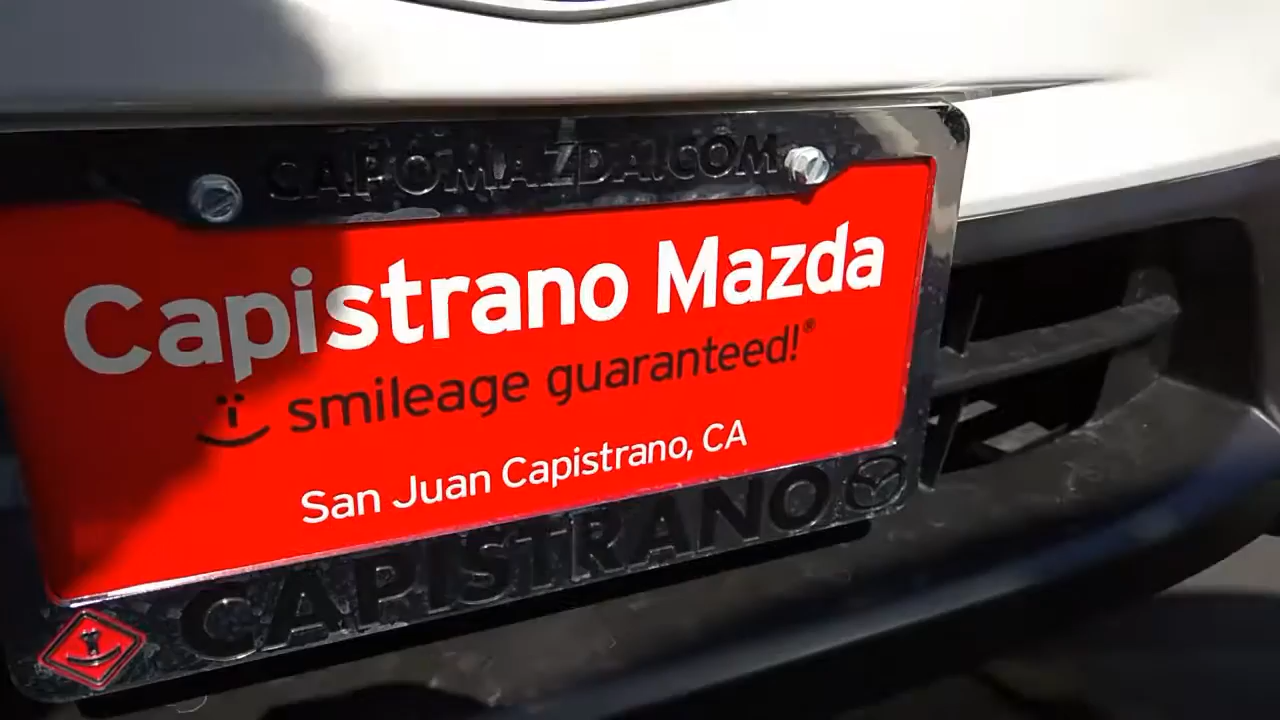 CAPOMAZDA.COM
Capistrano Mazda
smileage guaranteed!®
San Juan Capistrano, CA
CAPISTRANO